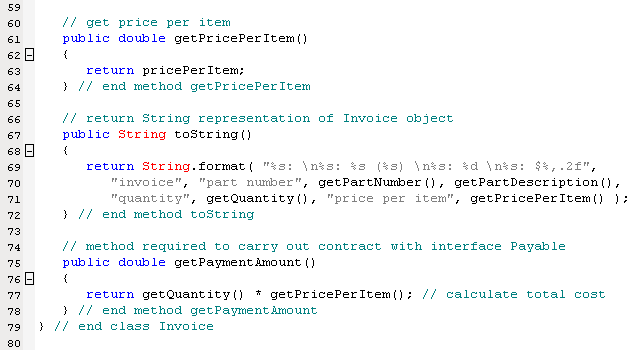 59
60 // get price per item
61 public double getPricePerItem()
62 {
63 return pricePerItem;
64 } // end method getPricePerItem
65
66 // return String representation of Invoice object
67 public String toString()
68 {
69 return String.format( "%s: \n%s: %s (%s) \n%s: %d \n%s: $%,.2f",
70 "invoice", "part number", getPartNumber(), getPartDescription(),
71 "quantity", getQuantity(), "price per item", getPricePerItem() );
72 } // end method toString
73
74 // method required to carry out contract with interface Payable
75 public double getPaymentAmount()
76 {
77 return getQuantity() * getPricePerItem(); // calculate total cost
78 } // end method getPaymentAmount
79 } // end class Invoice
80